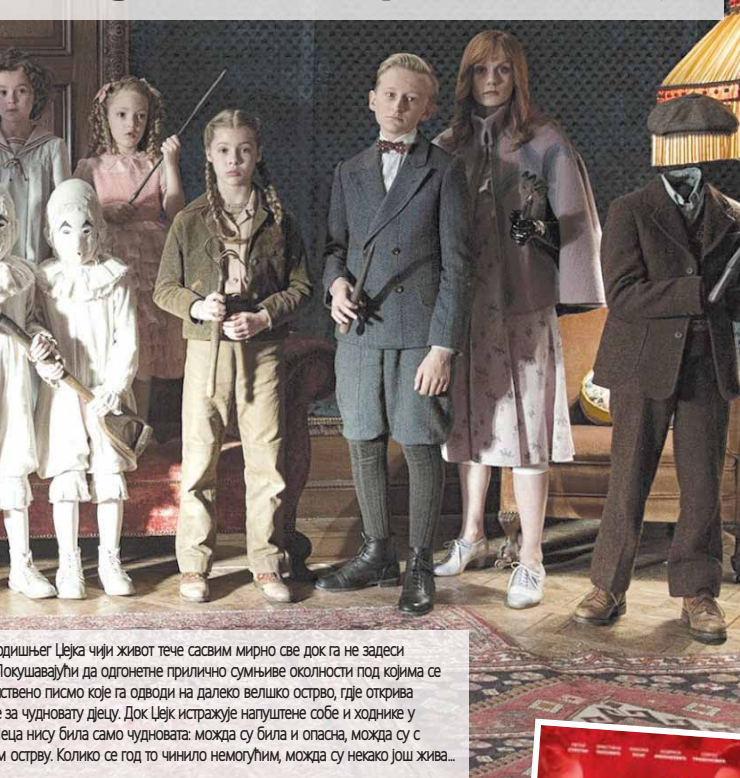 одишњег Џејка чији живот тече сасвим мирно све док га не задеси
Покушавајући да одгонетне прилично сумњиве околности под којима се
ствено писмо које га одводи на далеко велшко острво, гдје открива
е за чудновату дјецу. Док Џејк истражује напуштене собе и ходнике у
јеца нису била само чудновата: можда су била и опасна, можда су с
м острву. Колико се год то чинило немогућим, можда су некако још жива...